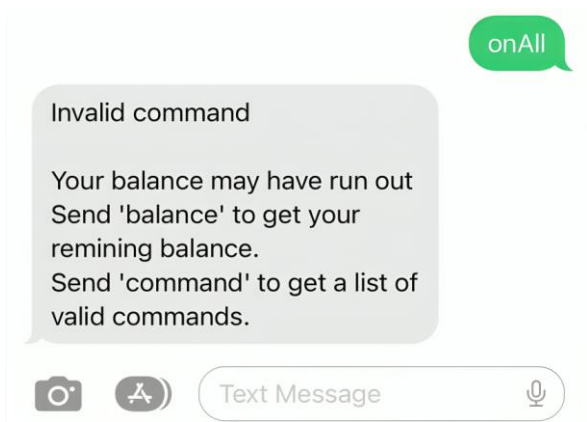 onAll
Invalid command
Your balance may have run out
Send 'balance' to get your
remining balance.
Send 'command' to get a list of
valid commands.
Text Message